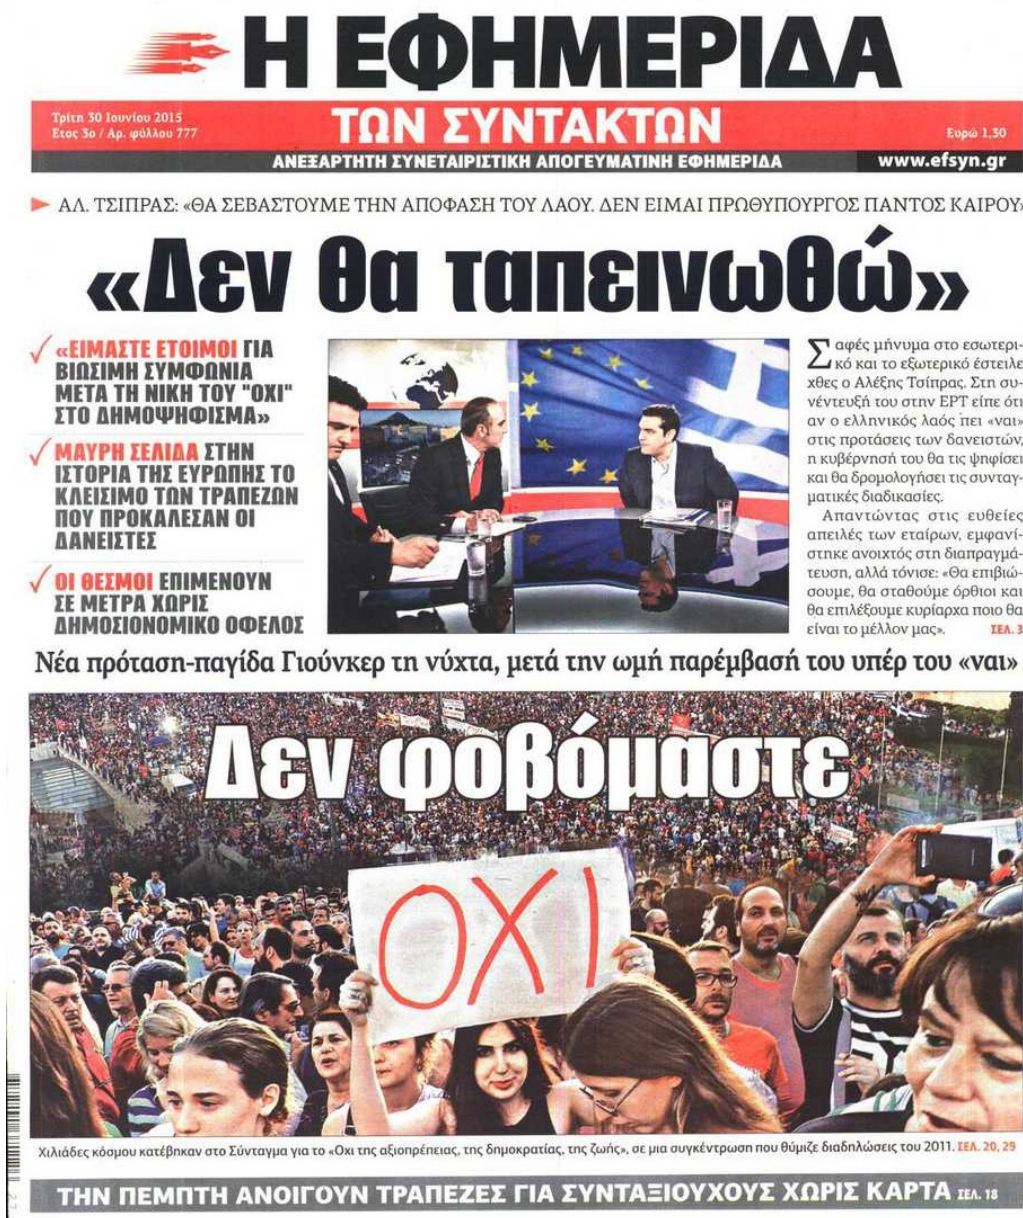 Η ΕΦΗΜΕΡΙΔΑ
Τρίτη 30 Ιουνίου 2015
Ετος 3ο / Αρ. φύλλου 777
ΤΩΝ ΣΥΝΤΑΚΤΩΝ
Ευρώ 1,30
ΑΝΕΞΑΡΤΗΤΗ ΣΥΝΕΤΑΙΡΙΣΤΙΚΗ ΑΠΟΓΕΥΜΑΤΙΝΗ ΕΦΗΜΕΡΙΔΑ
www.efsyn.gr
ΑΛ. ΤΣΙΠΡΑΣ: «ΘΑ ΣΕΒΑΣΤΟΥΜΕ ΤΗΝ ΑΠΟΦΑΣΗ ΤΟΥ ΛΑΟΥ. ΔΕΝ ΕΙΜΑΙ ΠΡΩΘΥΠΟΥΡΓΟΣ ΠΑΝΤΟΣ ΚΑΙΡΟΥ»
«Δεν θα ταπεινωθώ»
«ΕΙΜΑΣΤΕ ΕΤΟΙΜΟΙ ΓΙΑ
ΒΙΩΣΙΜΗ ΣΥΜΦΩΝΙΑ
ΜΕΤΑ ΤΗ ΝΙΚΗ ΤΟΥ "ΟΧΙ"
ΣΤΟ ΔΗΜΟΨΗΦΙΣΜΑ»
ΜΑΥΡΗ ΣΕΛΙΔΑ ΣΤΗΝ
ΙΣΤΟΡΙΑ ΤΗΣ ΕΥΡΩΠΗΣ ΤΟ
ΚΛΕΙΣΙΜΟ ΤΩΝ ΤΡΑΠΕΖΩΝ
ΠΟΥ ΠΡΟΚΑΛΕΣΑΝ ΟΙ
ΔΑΝΕΙΣΤΕΣ
ΟΙ ΘΕΣΜΟΙ ΕΠΙΜΕΝΟΥΝ
ΣΕ ΜΕΤΡΑ ΧΩΡΙΣ
ΔΗΜΟΣΙΟΝΟΜΙΚΟ ΟΦΕΛΟΣ
Σαφές μήνυμα στο εσωτερι-
κό και το εξωτερικό έστειλε
χθες ο Αλέξης Τσίπρας. Στη συ-
νέντευξή του στην ΕΡΤ είπε ότι
αν ο ελληνικός λαός πει «ναι»
στις προτάσεις των δανειστών,
η κυβέρνησή του θα τις ψηφίσει
και θα δρομολογήσει τις συνταγ-
ματικές διαδικασίες.
Απαντώντας στις ευθείες
απειλές των εταίρων, εμφανί-
στηκε ανοιχτός στη διαπραγμά-
τευση, αλλά τόνισε: «Θα επιβιώ-
σουμε, θα σταθούμε όρθιοι και
θα επιλέξουμε κυρίαρχα ποιο θα
είναι το μέλλον μας». ΣΕΛ. 3
Νέα πρόταση-παγίδα Γιούνκερ τη νύχτα, μετά την ωμή παρέμβασή του υπέρ του «ναι»
Δεν φοβόμαστε
ΟΧΙ
Χιλιάδες κόσμου κατέβηκαν στο Σύνταγμα για το «Οχι της αξιοπρέπειας, της δημοκρατίας, της ζωής», σε μια συγκέντρωση που θύμιζε διαδηλώσεις του 2011. ΣΕΛ. 20, 29
ΤΗΝ ΠΕΜΠΤΗ ΑΝΟΙΓΟΥΝ ΤΡΑΠΕΖΕΣ ΓΙΑ ΣΥΝΤΑΞΙΟΥΧΟΥΣ ΧΩΡΙΣ ΚΑΡΤΑ ΣΕΛ. 18